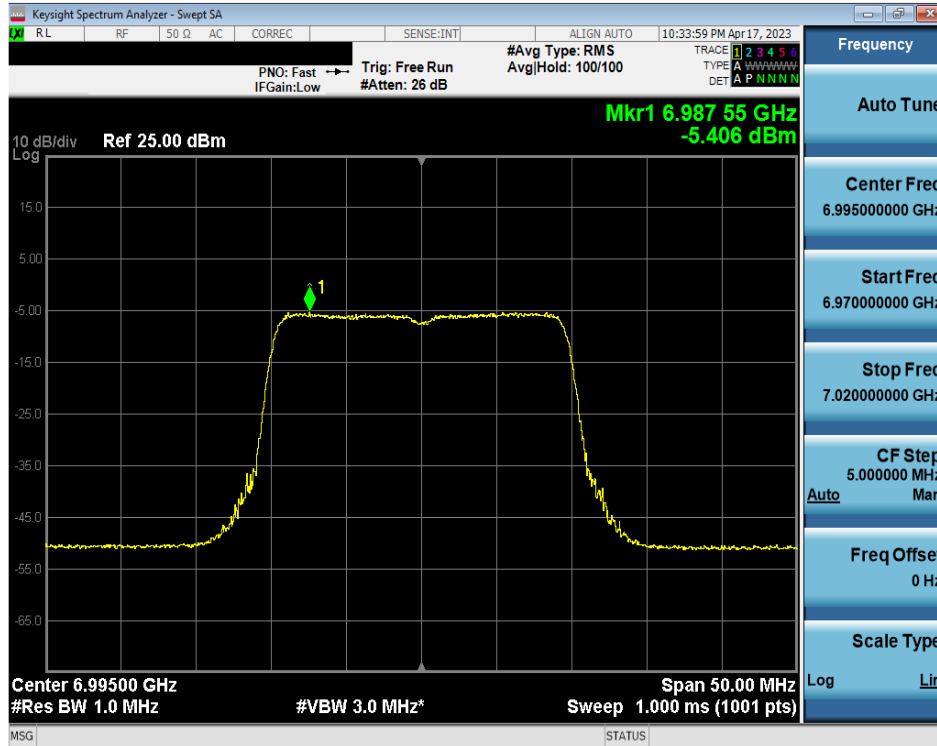 Keysight Spectrum Analyzer - Swept SA
LXI RL RF 50 Ω AC CORREC SENSE:INT ALIGN AUTO 10:33:59 PM Apr 17, 2023
Frequency
PNO: Fast
IFGain:Low
Trig: Free Run
#Atten: 26 dB
#Avg Type: RMS
Avg|Hold: 100/100
TRACE 1 2 3 4 5 6
TYPE A WWWWW
DET A P N N N N
Auto Tune
Mkr1 6.987 55 GHz
-5.406 dBm
10 dB/div Ref 25.00 dBm
Log
15.0
5.00
-5.00
-15.0
-25.0
-35.0
-45.0
-55.0
-65.0
1
Center Freq
6.995000000 GHz
Start Freq
6.970000000 GHz
Stop Freq
7.020000000 GHz
CF Step
5.000000 MHz
Auto Man
Freq Offset
0 Hz
Scale Type
Log Lin
Center 6.99500 GHz Span 50.00 MHz
#Res BW 1.0 MHz #VBW 3.0 MHz* Sweep 1.000 ms (1001 pts)
MSG STATUS